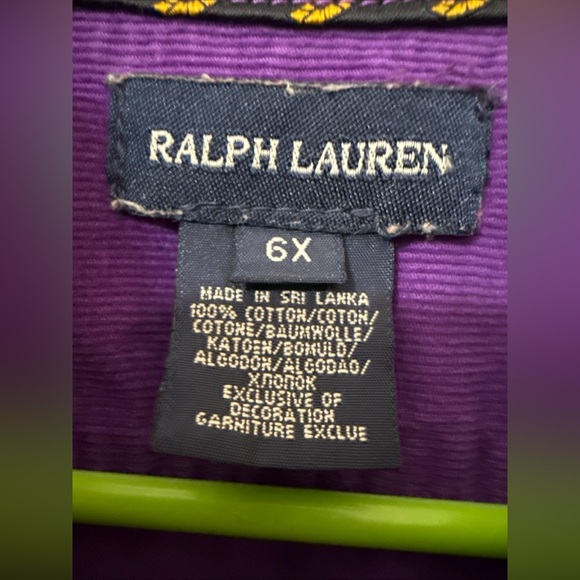 RALPH LAUREN
6X
MADE IN SRI LANKA
100% COTTON/COTON/
COTONE/BAUMWOLLE/
KATOEN/BOMULD/
ALGODON/ALGODAO/
ХЛОПОК
EXCLUSIVE OF
DECORATION
GARNITURE EXCLUE